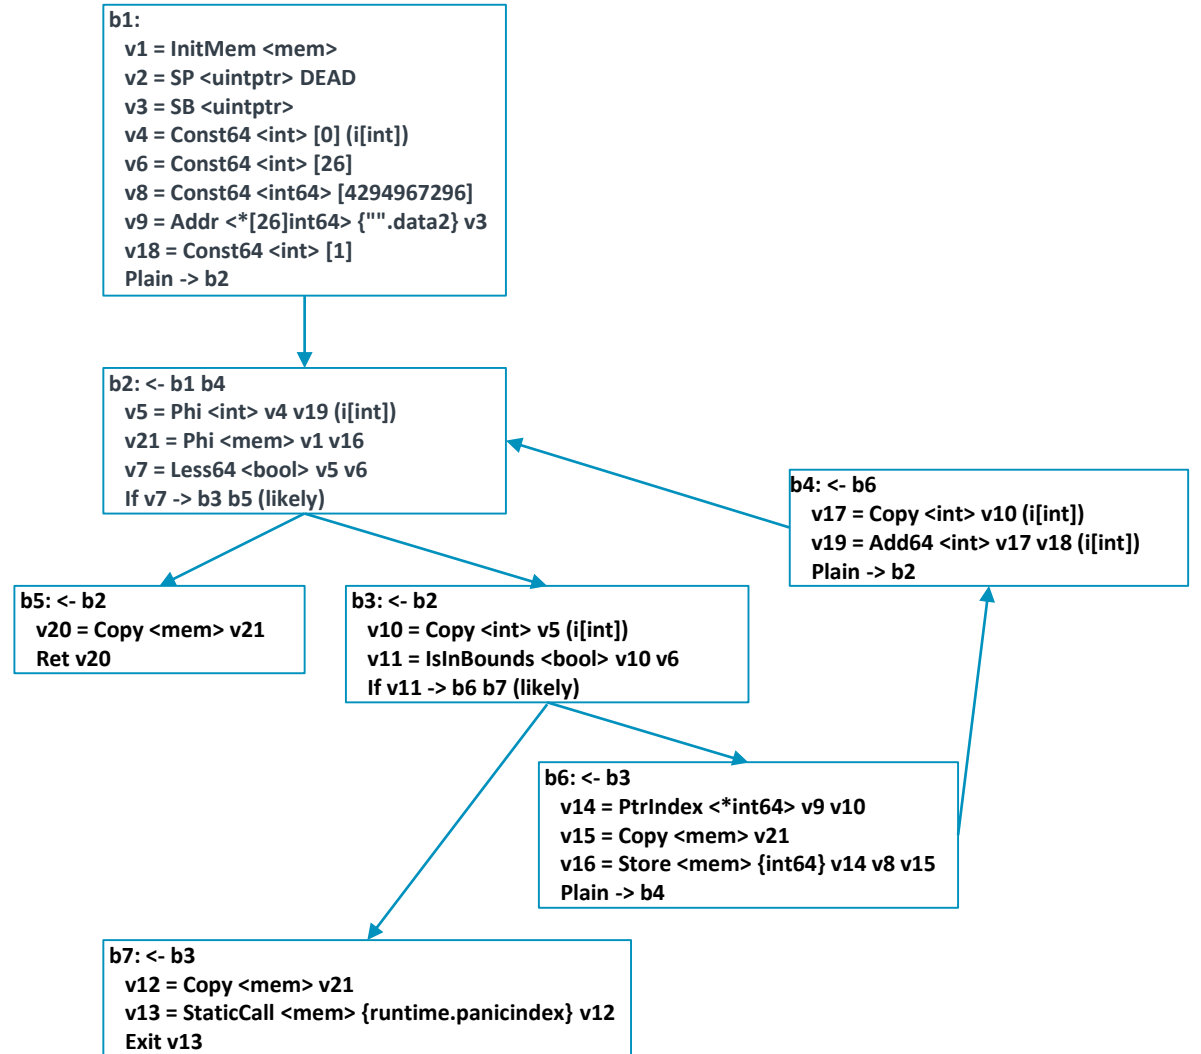 b1:
v1 = InitMem <mem>
v2 = SP <uintptr> DEAD
v3 = SB <uintptr>
v4 = Const64 <int> [0] (i[int])
v6 = Const64 <int> [26]
v8 = Const64 <int64> [4294967296]
v9 = Addr <*[26]int64> {"".data2} v3
v18 = Const64 <int> [1]
Plain -> b2
b2: <- b1 b4
v5 = Phi <int> v4 v19 (i[int])
v21 = Phi <mem> v1 v16
v7 = Less64 <bool> v5 v6
If v7 -> b3 b5 (likely)
b4: <- b6
v17 = Copy <int> v10 (i[int])
v19 = Add64 <int> v17 v18 (i[int])
Plain -> b2
b5: <- b2
v20 = Copy <mem> v21
Ret v20
b3: <- b2
v10 = Copy <int> v5 (i[int])
v11 = IsInBounds <bool> v10 v6
If v11 -> b6 b7 (likely)
b6: <- b3
v14 = PtrIndex <*int64> v9 v10
v15 = Copy <mem> v21
v16 = Store <mem> {int64} v14 v8 v15
Plain -> b4
b7: <- b3
v12 = Copy <mem> v21
v13 = StaticCall <mem> {runtime.panicindex} v12
Exit v13